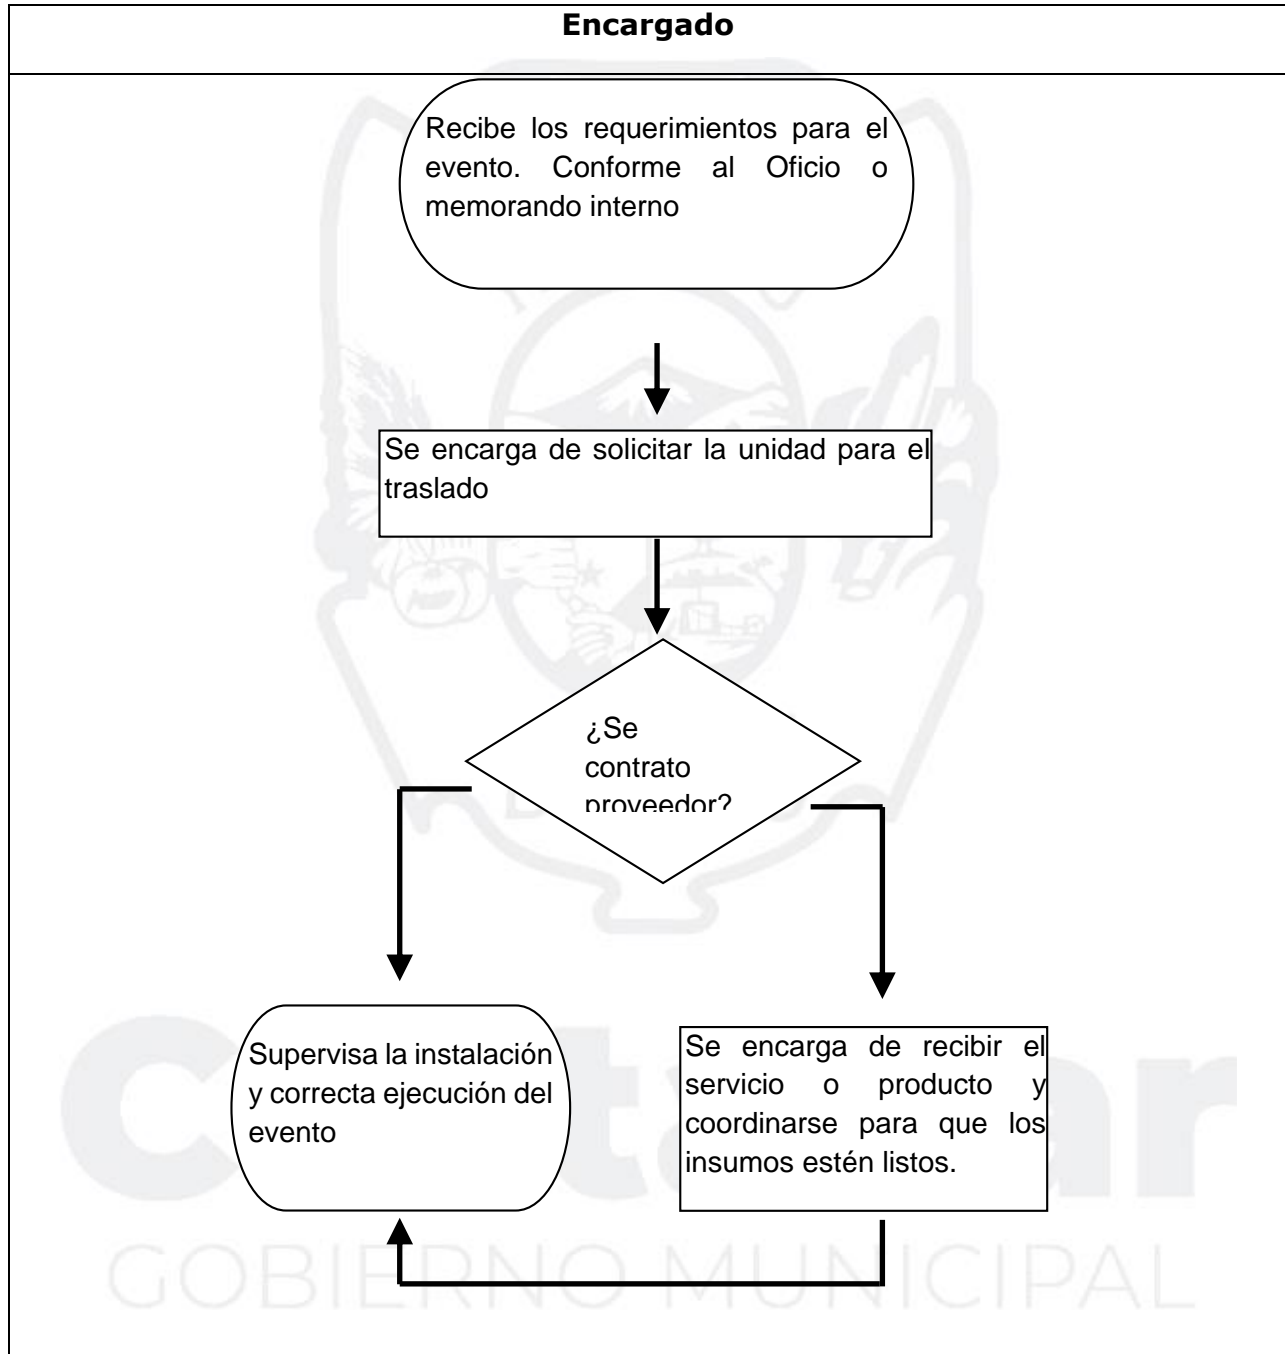 Encargado
Recibe los requerimientos para el
evento. Conforme al Oficio o
memorando interno
Se encarga de solicitar la unidad para el
traslado
¿Se
contrato
proveedor?
Supervisa la instalación
y correcta ejecución del
evento
Se encarga de recibir el
servicio o producto y
coordinarse para que los
insumos estén listos.
GOBIERNO MUNICIPAL